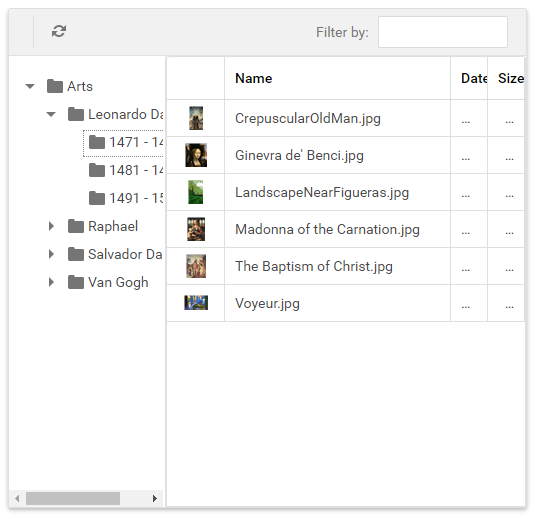 Filter by:
Arts
Leonardo Da
1471 - 14
1481 - 14
1491 - 15
Raphael
Salvador Da
Van Gogh
Name Date Size
CrepuscularOldMan.jpg ... ...
Ginevra de' Benci.jpg ... ...
LandscapeNearFigueras.jpg ... ...
Madonna of the Carnation.jpg ... ...
The Baptism of Christ.jpg ... ...
Voyeur.jpg ... ...